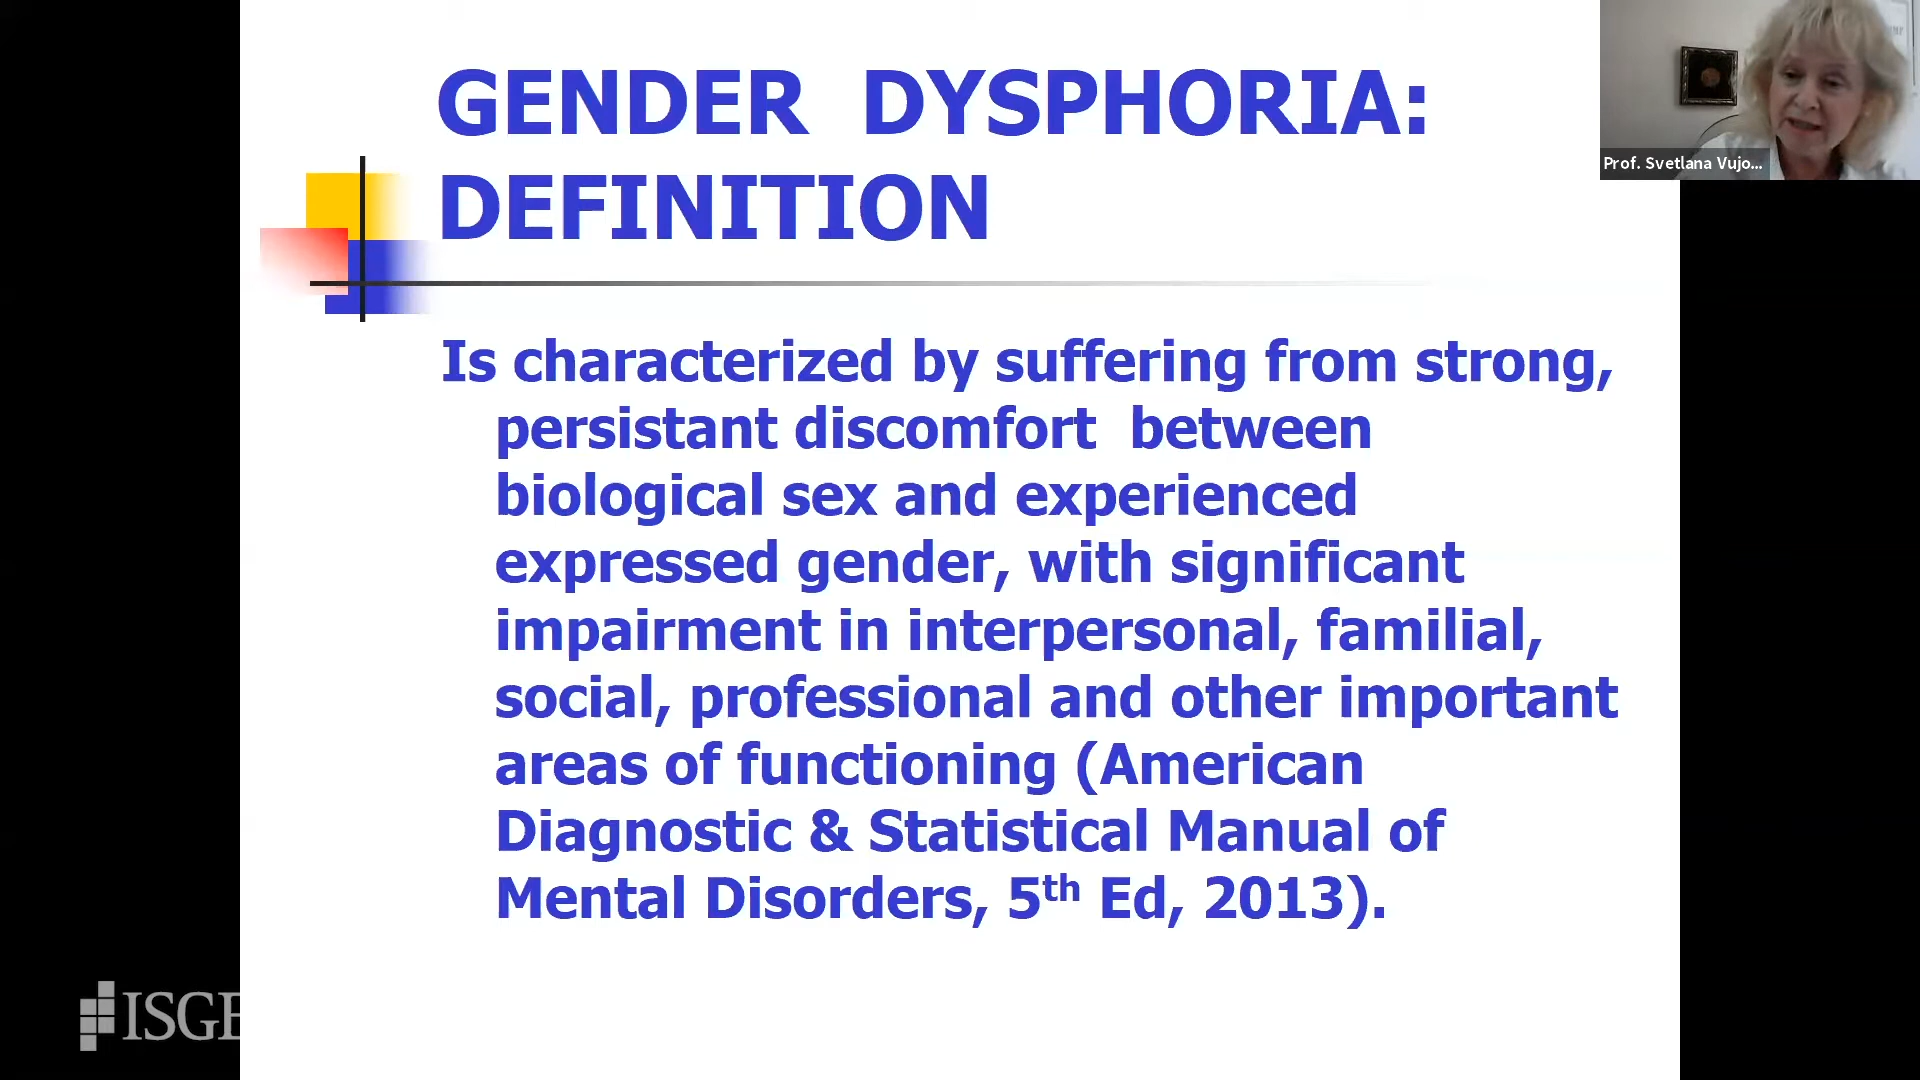 GENDER DYSPHORIA:
DEFINITION
Prof. Svetlana Vujo...
Is characterized by suffering from strong,
persistant discomfort between
biological sex and experienced
expressed gender, with significant
impairment in interpersonal, familial,
social, professional and other important
areas of functioning (American
Diagnostic & Statistical Manual of
Mental Disorders, 5th Ed, 2013).
ISGE